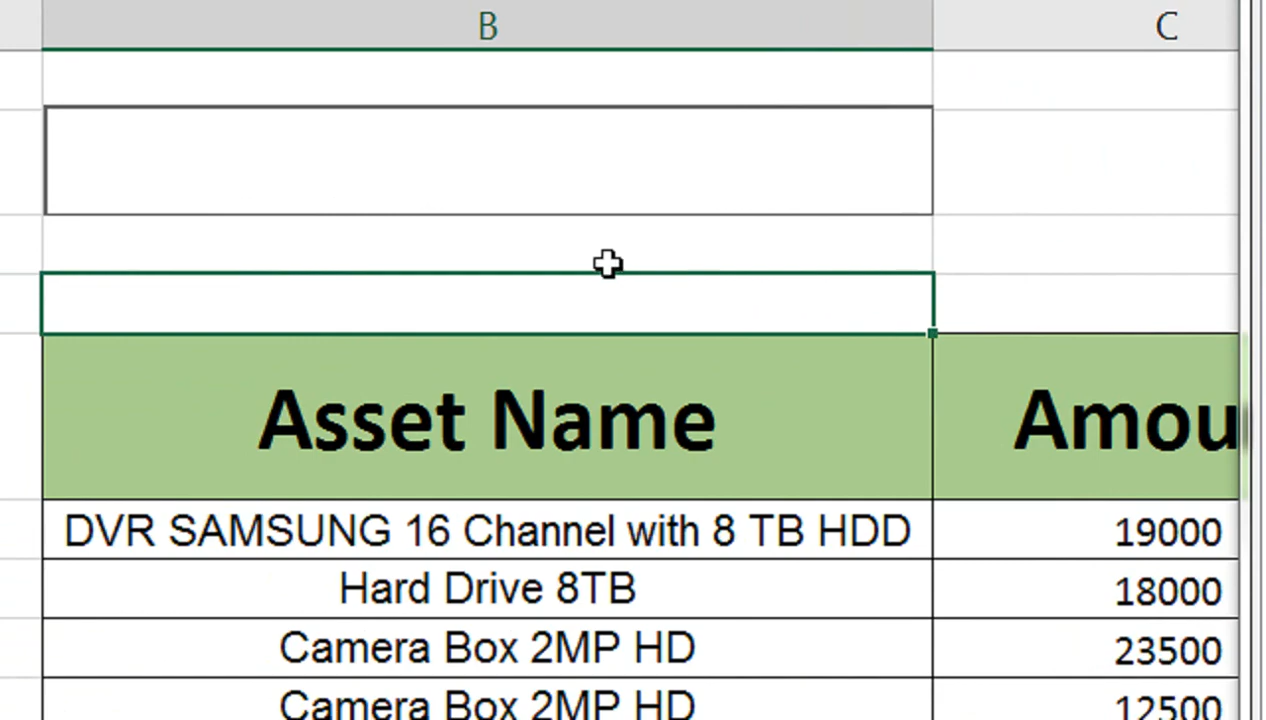 B C
Asset Name Amou
DVR SAMSUNG 16 Channel with 8 TB HDD 19000
Hard Drive 8TB 18000
Camera Box 2MP HD 23500
Camera Box 2MP HD 12500